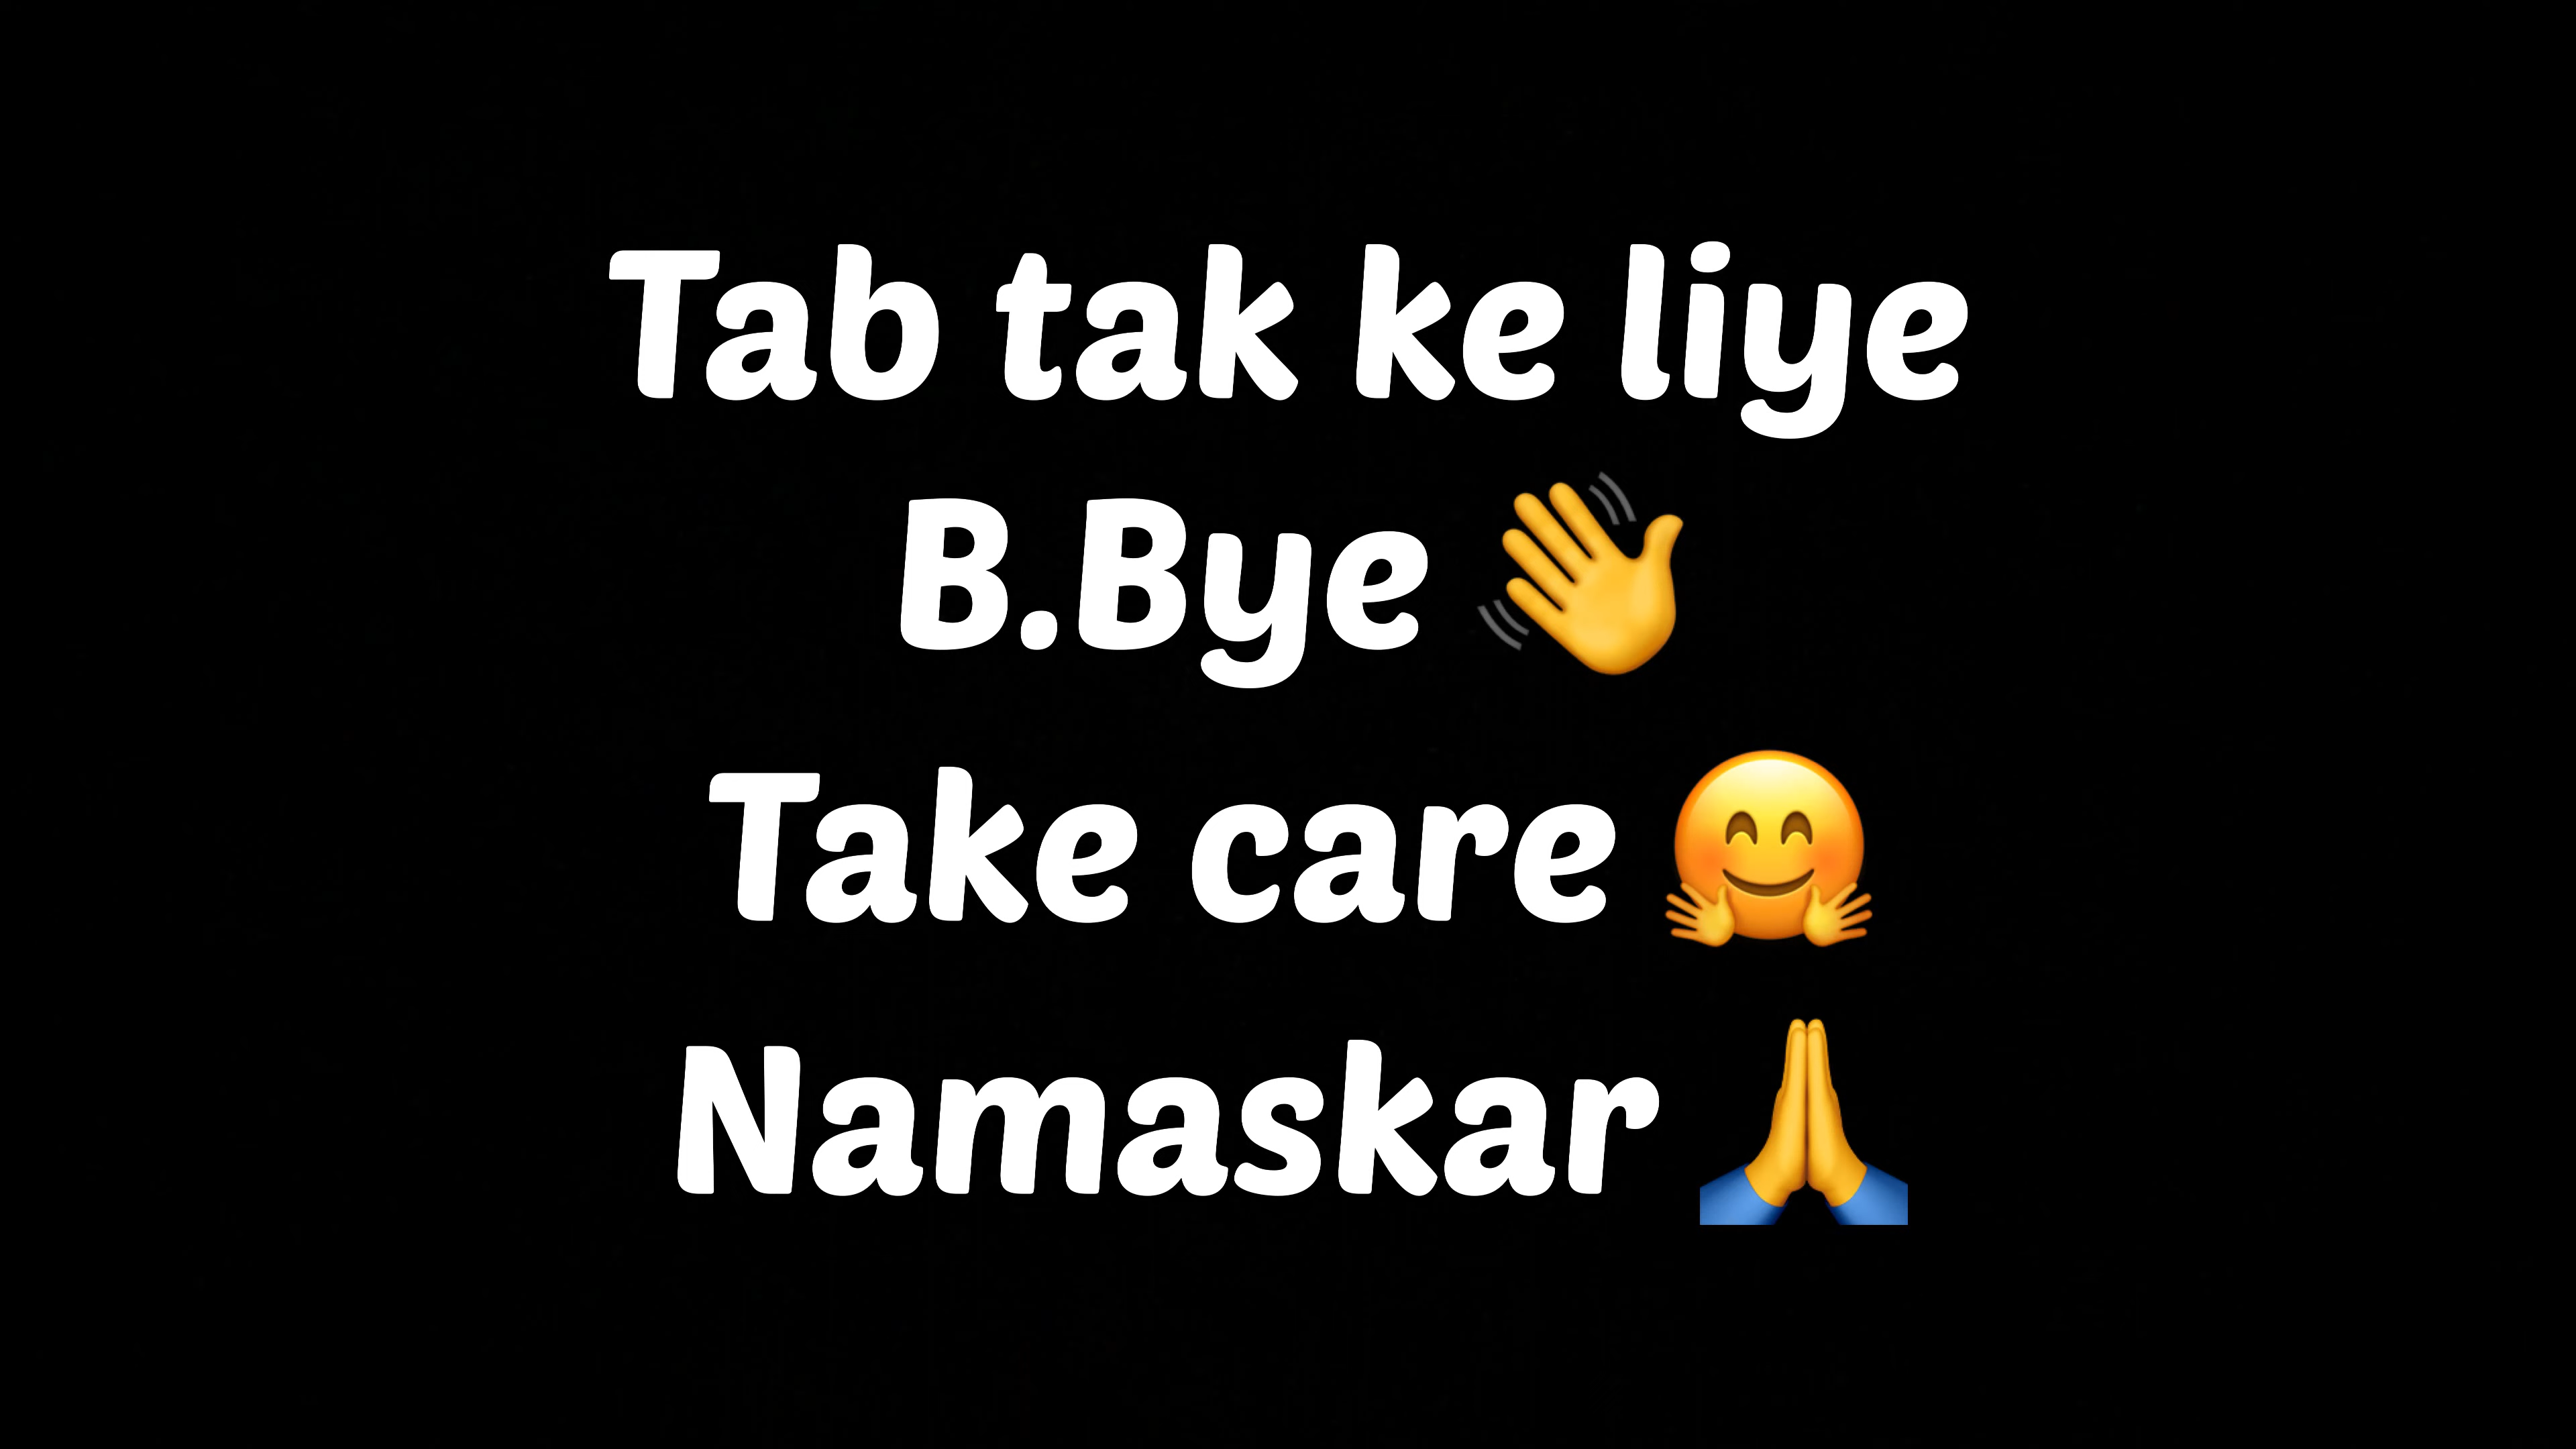 Tab tak ke liye
B.Bye 👋
Take care 🤗
Namaskar 🙏